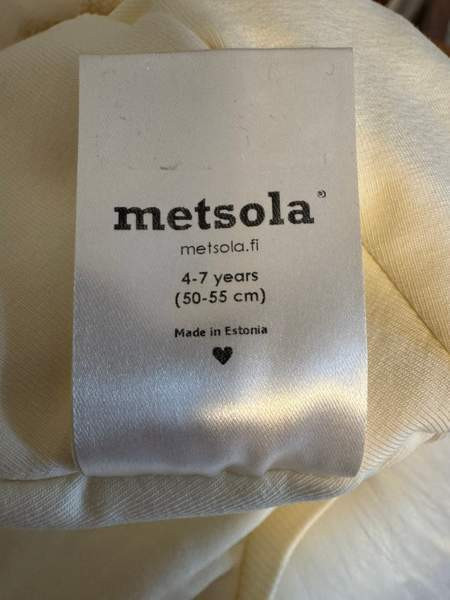 metsola®
metsola.fi
4-7 years
(50-55 cm)
Made in Estonia